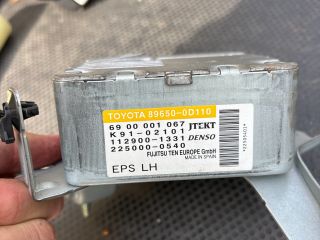 TOYOTA 89650-0D110
69 00 001 067 JTEKT
K91-02101
112900-1331 DENSO
225000-0540
FUJITSU TEN EUROPE GmbH
MADE IN SPAIN
EPS LH